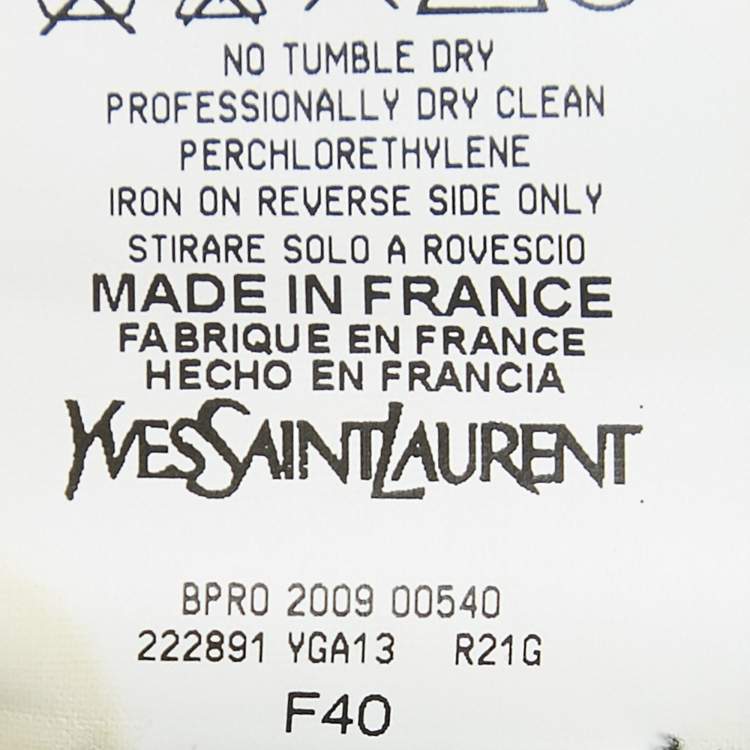 NO TUMBLE DRY
PROFESSIONALLY DRY CLEAN
PERCHLORETHYLENE
IRON ON REVERSE SIDE ONLY
STIRARE SOLO A ROVESCIO
MADE IN FRANCE
FABRIQUE EN FRANCE
HECHO EN FRANCIA
YVESSAINTLAURENT
BPRO 2009 00540
222891 YGA13 R21G
F40